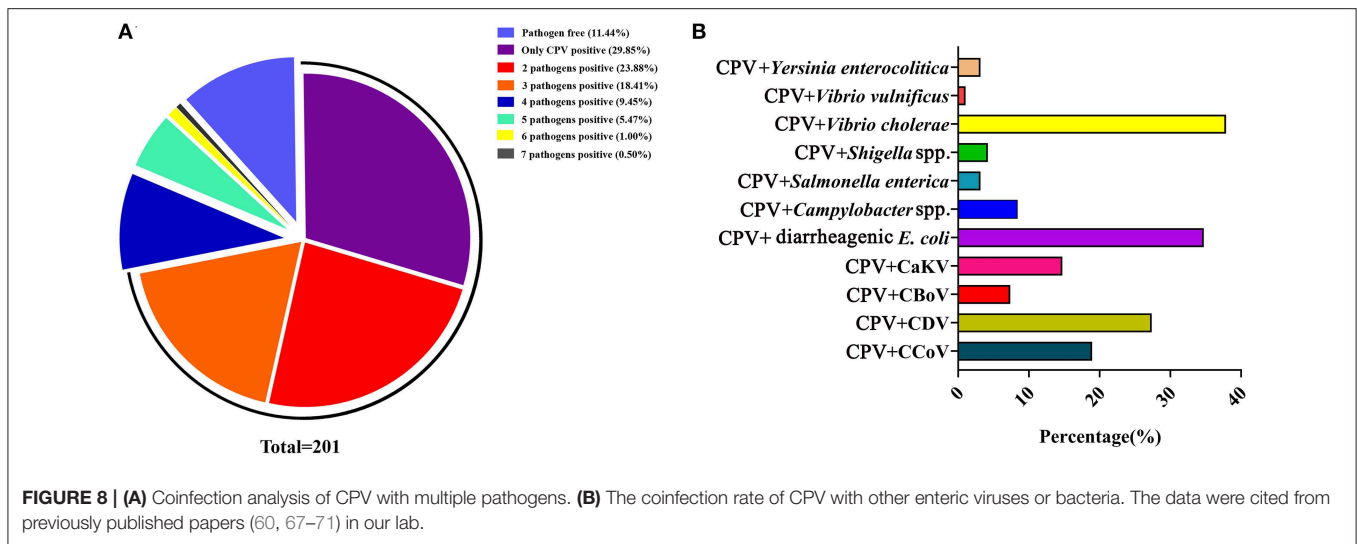 A
Pathogen free (11.44%)
Only CPV positive (29.85%)
2 pathogens positive (23.88%)
3 pathogens positive (18.41%)
4 pathogens positive (9.45%)
5 pathogens positive (5.47%)
6 pathogens positive (1.00%)
7 pathogens positive (0.50%)
Total=201
B
CPV+Yersinia enterocolitica
CPV+Vibrio vulnificus
CPV+Vibrio cholerae
CPV+Shigella spp.
CPV+Salmonella enterica
CPV+Campylobacter spp.
CPV+ diarrheagenic E. coli
CPV+CaKV
CPV+CBoV
CPV+CDV
CPV+CCoV
0 10 20 30 40
Percentage(%)
FIGURE 8 | (A) Coinfection analysis of CPV with multiple pathogens. (B) The coinfection rate of CPV with other enteric viruses or bacteria. The data were cited from
previously published papers (60, 67–71) in our lab.